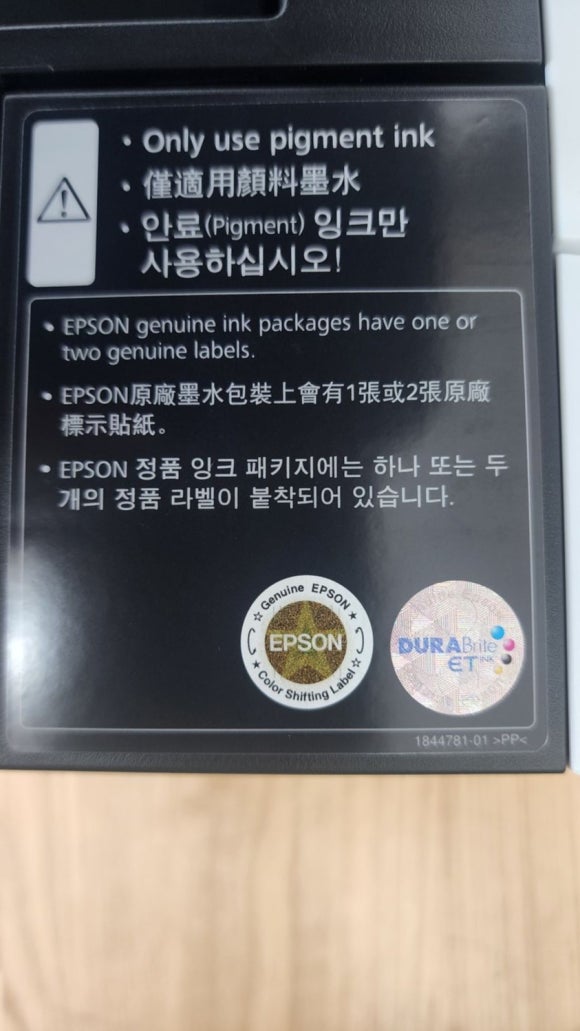 • Only use pigment ink
• 僅適用顏料墨水
• 안료(Pigment) 잉크만
사용하십시오!
• EPSON genuine ink packages have one or
two genuine labels.
• EPSON原廠墨水包裝上會有1張或2張原廠
標示貼紙。
• EPSON 정품 잉크 패키지에는 하나 또는 두
개의 정품 라벨이 붙착되어 있습니다.
☆ Genuine EPSON ★
EPSON
★ Color Shifting Label ☆
DURABrite
ET INK
1844781-01 >PP<